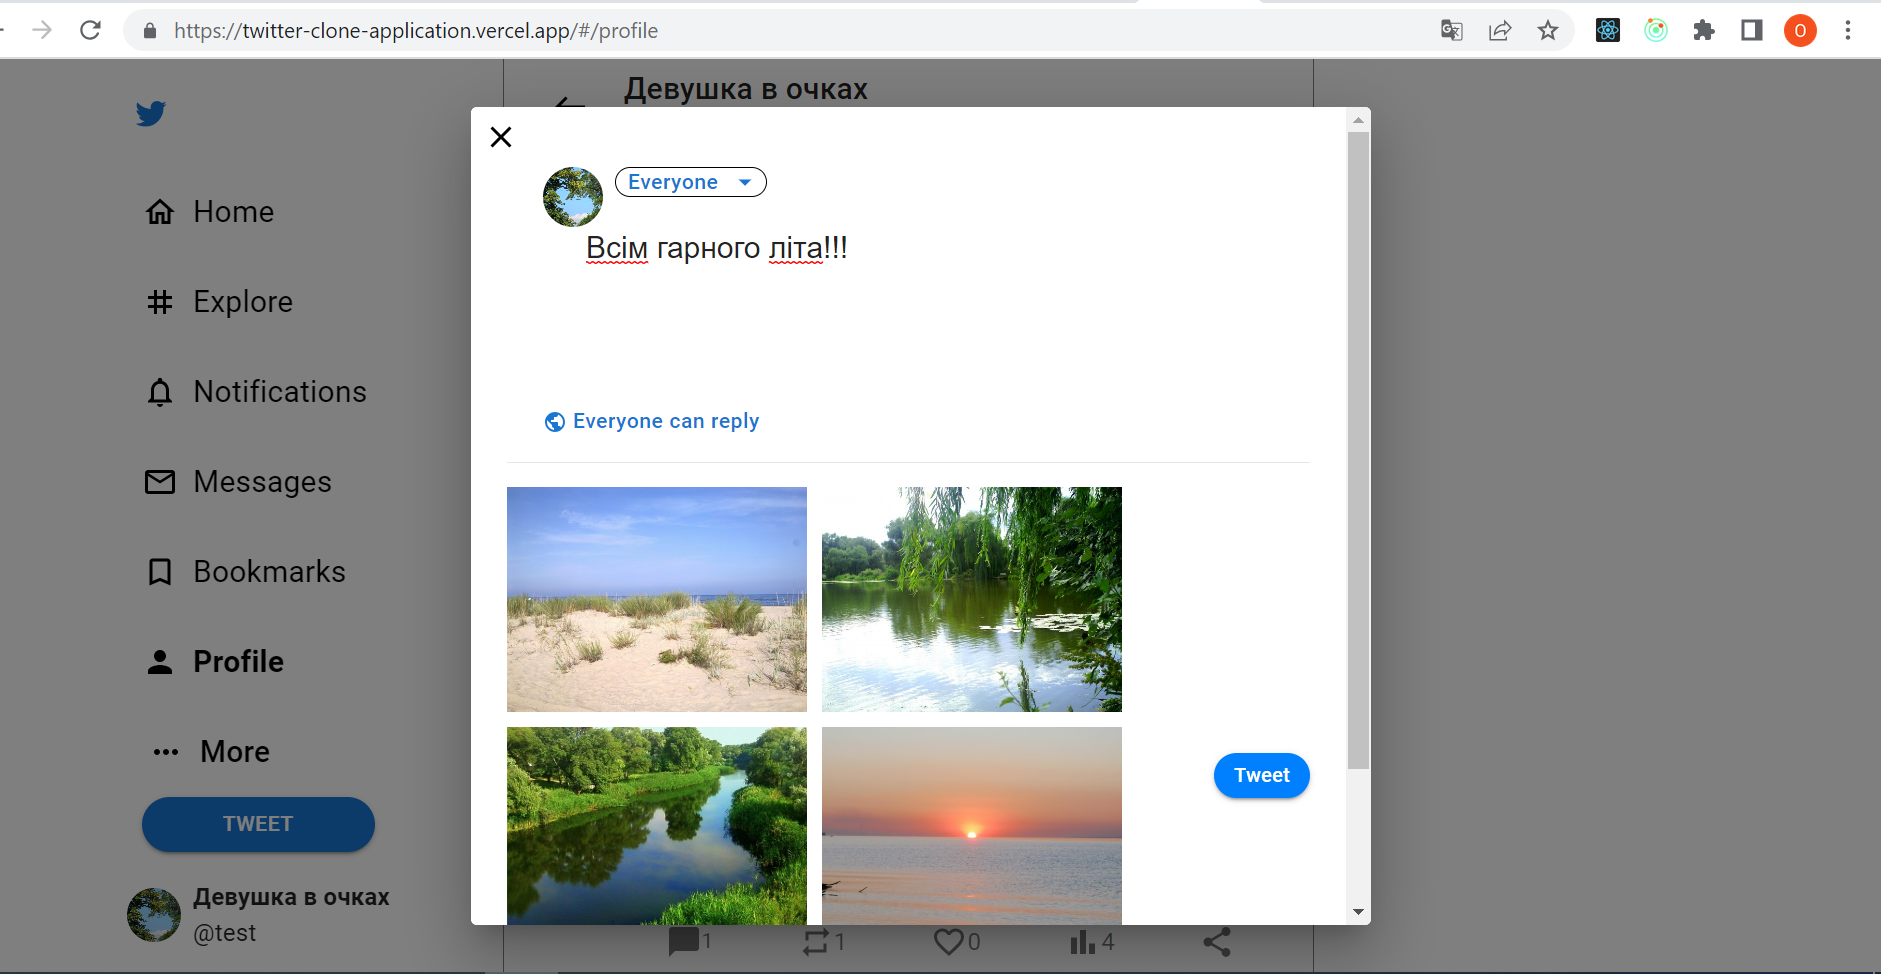 https://twitter-clone-application.vercel.app/#/profile
O
Девушка в очках
Home
Explore
Notifications
Messages
Bookmarks
Profile
More
TWEET
Девушка в очках
@test
Everyone
Всім гарного літа!!!
Everyone can reply
Tweet
1
1
0
4